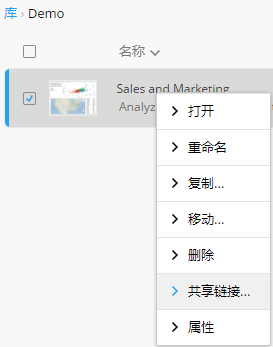 库 › Demo
名称
Sales and Marketing
Analyz
打开
重命名
复制...
移动...
删除
共享链接...
属性